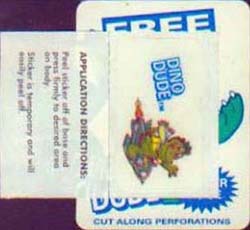 FREE
APPLICATION DIRECTIONS:
Peel sticker off of base and
press firmly to desired area
on body.
Sticker is temporary and will
easily peel off.
DINO
DUDE™
DUDE
CUT ALONG PERFORATIONS